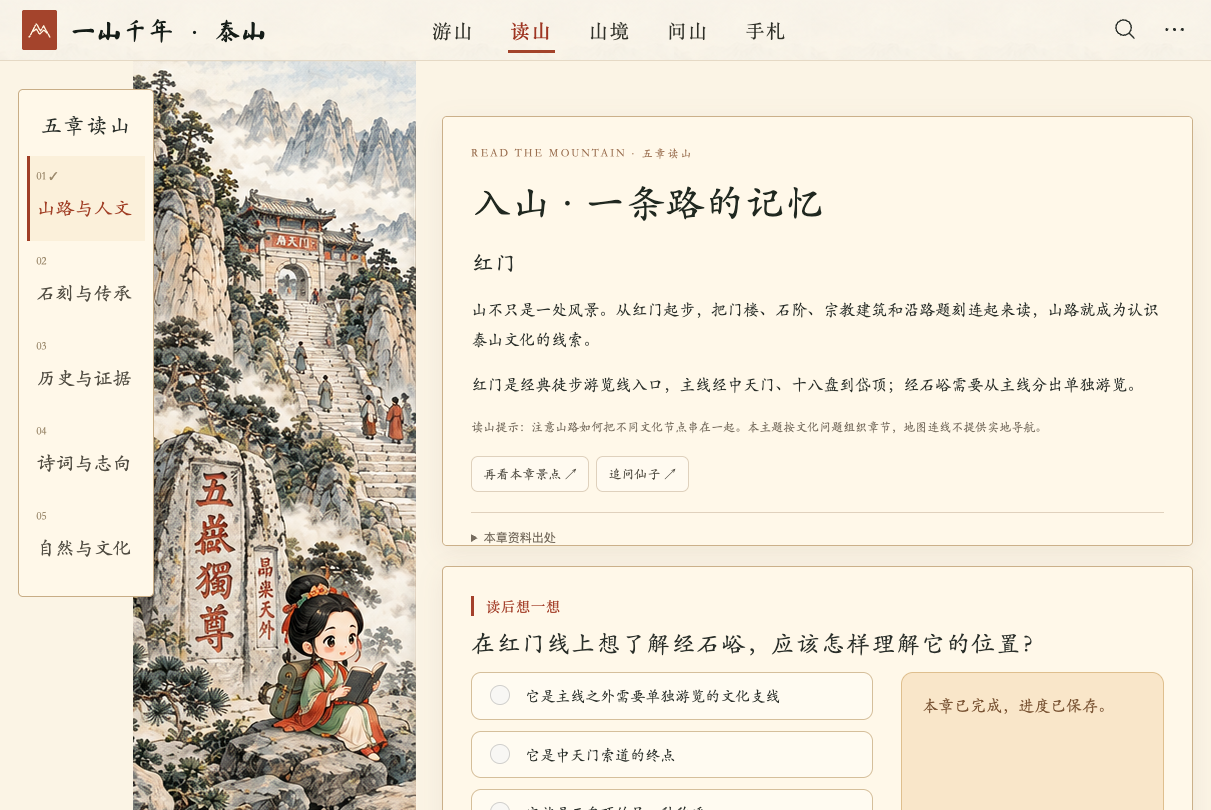 一山千年 · 泰山
游山
读山
山境
问山
手札
五章读山
01✓
山路与人文
02
石刻与传承
03
历史与证据
04
诗词与志向
05
自然与文化
天门
五嶽獨尊
天外
READ THE MOUNTAIN · 五章读山
入山 · 一条路的记忆
红门
山不只是一处风景。从红门起步，把门楼、石阶、宗教建筑和沿路题刻连起来读，山路就成为认识
泰山文化的线索。
红门是经典徒步游览线入口，主线经中天门、十八盘到岱顶；经石峪需要从主线分出单独游览。
读山提示：注意山路如何把不同文化节点串在一起。本主题按文化问题组织章节，地图连线不提供实地导航。
再看本章景点 ↗
追问仙子 ↗
▶ 本章资料出处
读后想一想
在红门线上想了解经石峪，应该怎样理解它的位置？
它是主线之外需要单独游览的文化支线
本章已完成，进度已保存。
它是中天门索道的终点